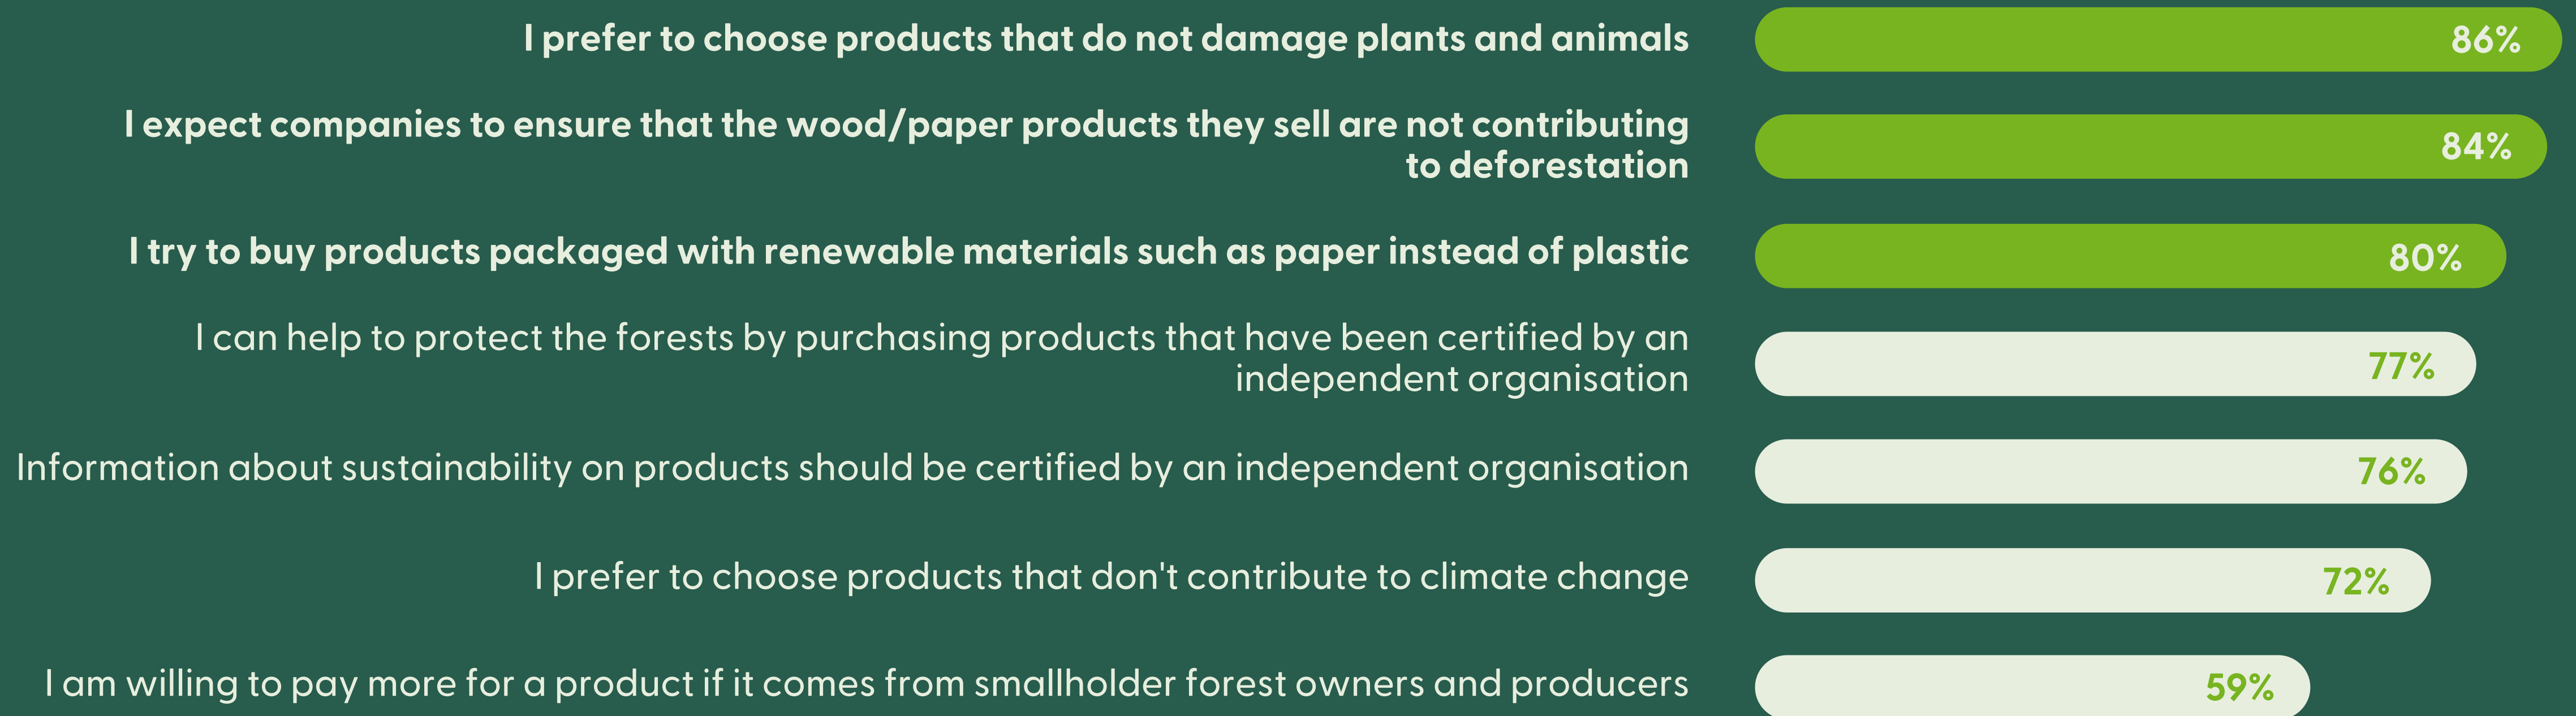 I prefer to choose products that do not damage plants and animals
86%
I expect companies to ensure that the wood/paper products they sell are not contributing
to deforestation
84%
I try to buy products packaged with renewable materials such as paper instead of plastic
80%
I can help to protect the forests by purchasing products that have been certified by an
independent organisation
77%
Information about sustainability on products should be certified by an independent organisation
76%
I prefer to choose products that don't contribute to climate change
72%
I am willing to pay more for a product if it comes from smallholder forest owners and producers
59%